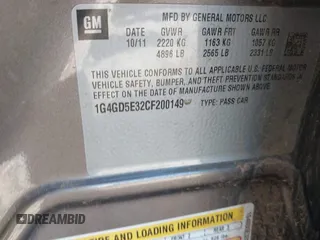 GM
MFD BY GENERAL MOTORS LLC
DATE GVWR GAWR FRT GAWR RR
10/11 2220 KG 1163 KG 1057 KG
4896 LB 2565 LB 2331 LB
THIS VEHICLE CONFORMS TO ALL APPLICABLE U.S. FEDERAL MOTOR
VEHICLE SAFETY, BUMPER, AND THEFT PREVENTION STANDARDS IN
EFFECT ON THE DATE OF MANUFACTURE SHOWN ABOVE.
1G4GD5E32CF200149 TYPE: PASS CAR
TIRE AND LOADING INFORMATION
FRONT
REAR
DREAMBID